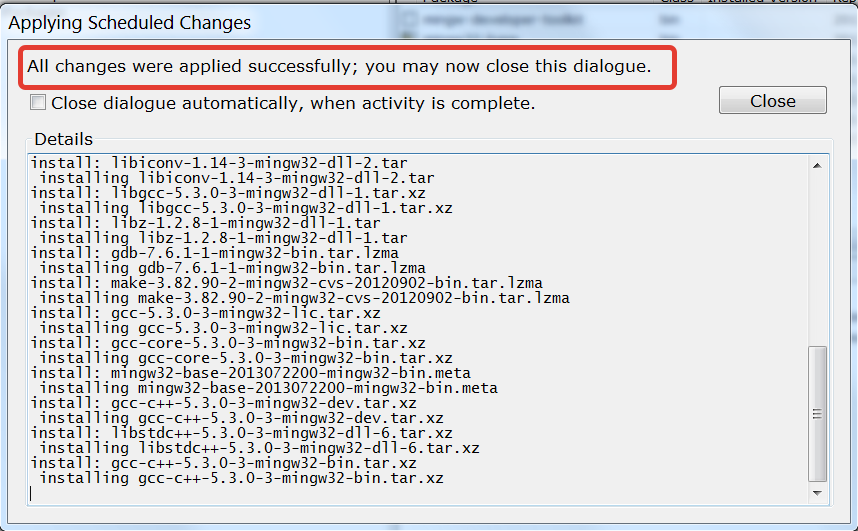 Package Class Installed Version Rep
mingw-developer-toolkit bin
Applying Scheduled Changes
All changes were applied successfully; you may now close this dialogue.
Close dialogue automatically, when activity is complete.
Close
Details
install: libiconv-1.14-3-mingw32-dll-2.tar
installing libiconv-1.14-3-mingw32-dll-2.tar
install: libgcc-5.3.0-3-mingw32-dll-1.tar.xz
installing libgcc-5.3.0-3-mingw32-dll-1.tar.xz
install: libz-1.2.8-1-mingw32-dll-1.tar
installing libz-1.2.8-1-mingw32-dll-1.tar
install: gdb-7.6.1-1-mingw32-bin.tar.lzma
installing gdb-7.6.1-1-mingw32-bin.tar.lzma
install: make-3.82.90-2-mingw32-cvs-20120902-bin.tar.lzma
installing make-3.82.90-2-mingw32-cvs-20120902-bin.tar.lzma
install: gcc-5.3.0-3-mingw32-lic.tar.xz
installing gcc-5.3.0-3-mingw32-lic.tar.xz
install: gcc-core-5.3.0-3-mingw32-bin.tar.xz
installing gcc-core-5.3.0-3-mingw32-bin.tar.xz
install: mingw32-base-2013072200-mingw32-bin.meta
installing mingw32-base-2013072200-mingw32-bin.meta
install: gcc-c++-5.3.0-3-mingw32-dev.tar.xz
installing gcc-c++-5.3.0-3-mingw32-dev.tar.xz
install: libstdc++-5.3.0-3-mingw32-dll-6.tar.xz
installing libstdc++-5.3.0-3-mingw32-dll-6.tar.xz
install: gcc-c++-5.3.0-3-mingw32-bin.tar.xz
installing gcc-c++-5.3.0-3-mingw32-bin.tar.xz